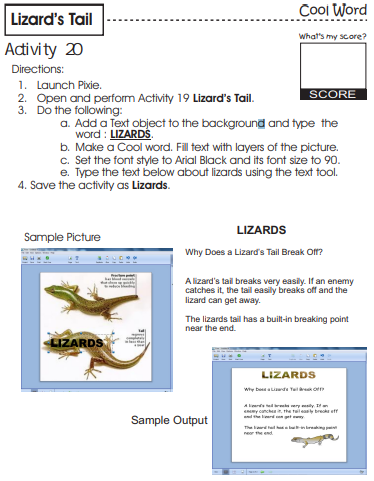 Lizard's Tail
Cool Word
What's my score?
SCORE
Activity 20
Directions:
1. Launch Pixie.
2. Open and perform Activity 19 Lizard's Tail.
3. Do the following:
a. Add a Text object to the background and type the
word : LIZARDS.
b. Make a Cool word. Fill text with layers of the picture.
c. Set the font style to Arial Black and its font size to 90.
e. Type the text below about lizards using the text tool.
4. Save the activity as Lizards.
Sample Picture
LIZARDS
Why Does a Lizard's Tail Break Off?
A lizard's tail breaks very easily. If an enemy
catches it, the tail easily breaks off and the
lizard can get away.
The lizards tail has a built-in breaking point
near the end.
Fracture point
Tail
LIZARDS
Sample Output
LIZARDS
Why Does a Lizard's Tail Break Off?
A lizard's tail breaks very easily. If an
enemy catches it, the tail easily breaks off
and the lizard can get away.
The lizard tail has a built-in breaking point
near the end.